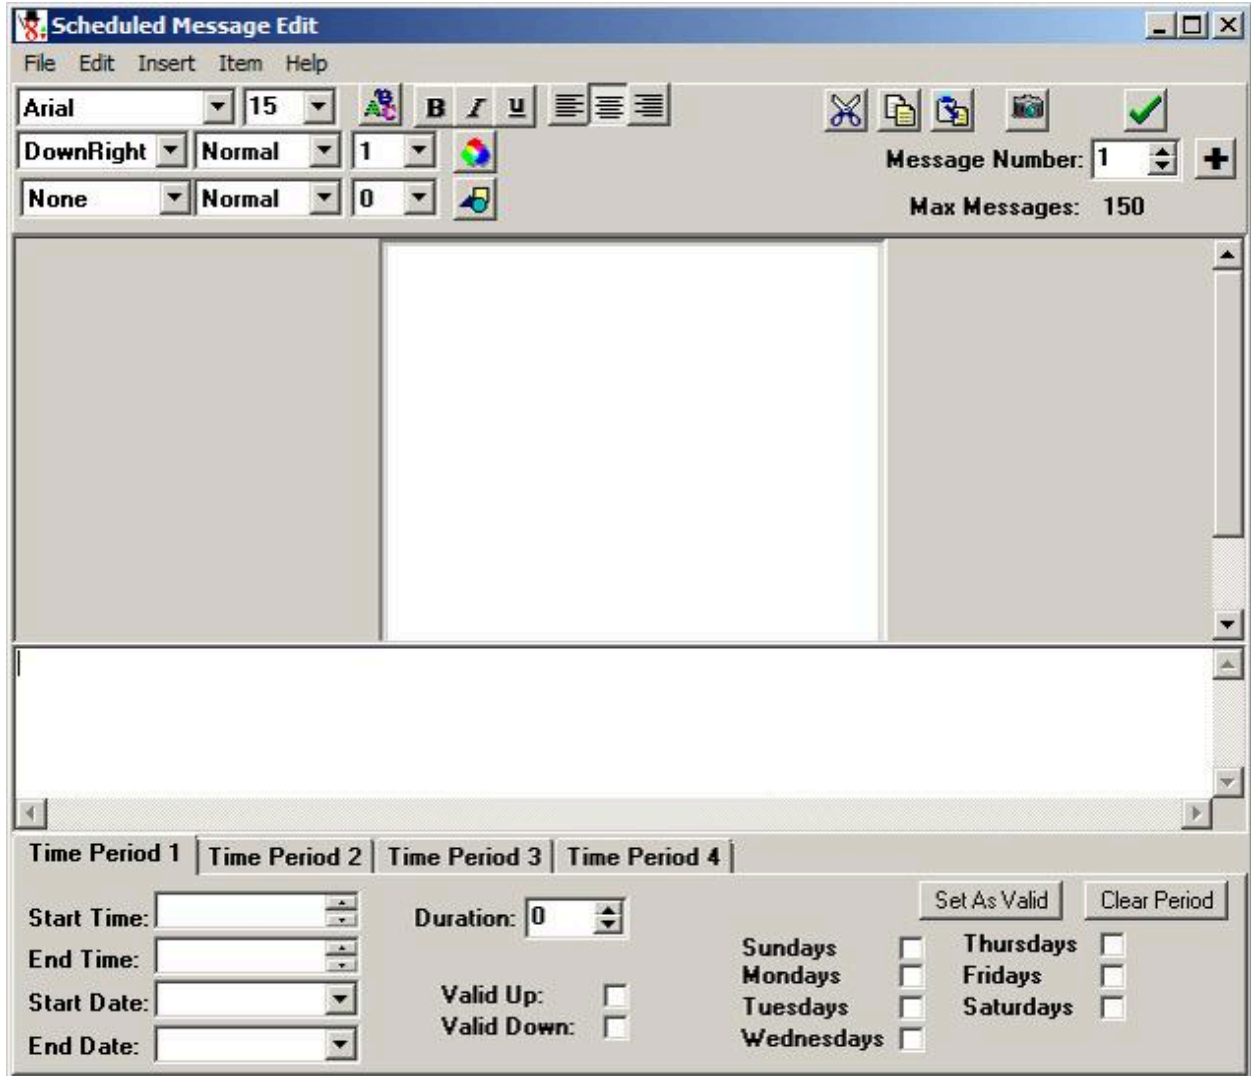 Scheduled Message Edit
File Edit Insert Item Help
Arial 15 B I U
DownRight Normal 1 Message Number: 1
None Normal 0 Max Messages: 150
Time Period 1 Time Period 2 Time Period 3 Time Period 4
Set As Valid Clear Period
Start Time: Duration: 0
End Time: Sundays Thursdays
Mondays Fridays
Start Date: Valid Up: Tuesdays Saturdays
End Date: Valid Down: Wednesdays